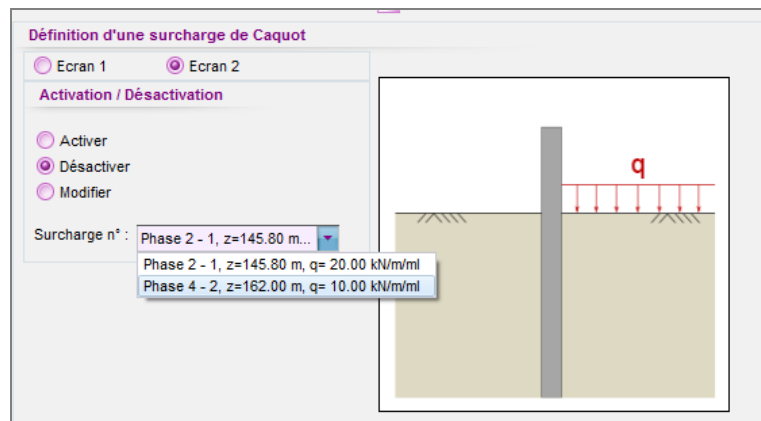 Définition d'une surcharge de Caquot
Ecran 1 Ecran 2
Activation / Désactivation
Activer
Désactiver
Modifier
q
Surcharge n° : Phase 2 - 1, z=145.80 m...
Phase 2 - 1, z=145.80 m, q= 20.00 kN/m/ml
Phase 4 - 2, z=162.00 m, q= 10.00 kN/m/ml